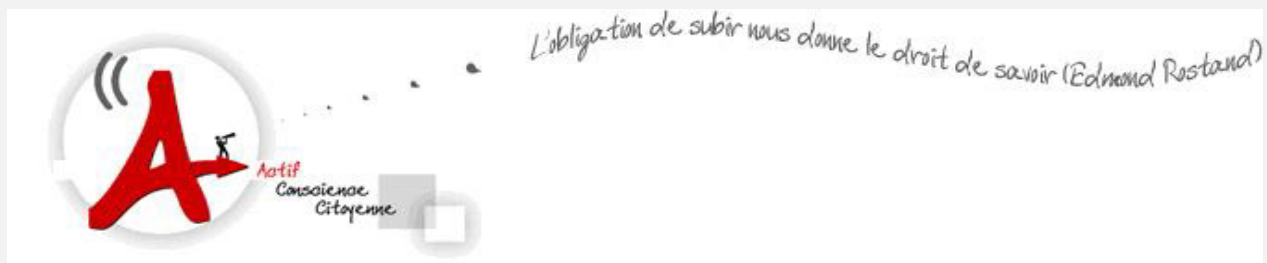 L'obligation de subir nous donne le droit de savoir (Edmond Rostand)
A
Actif
Conscience
Citoyenne